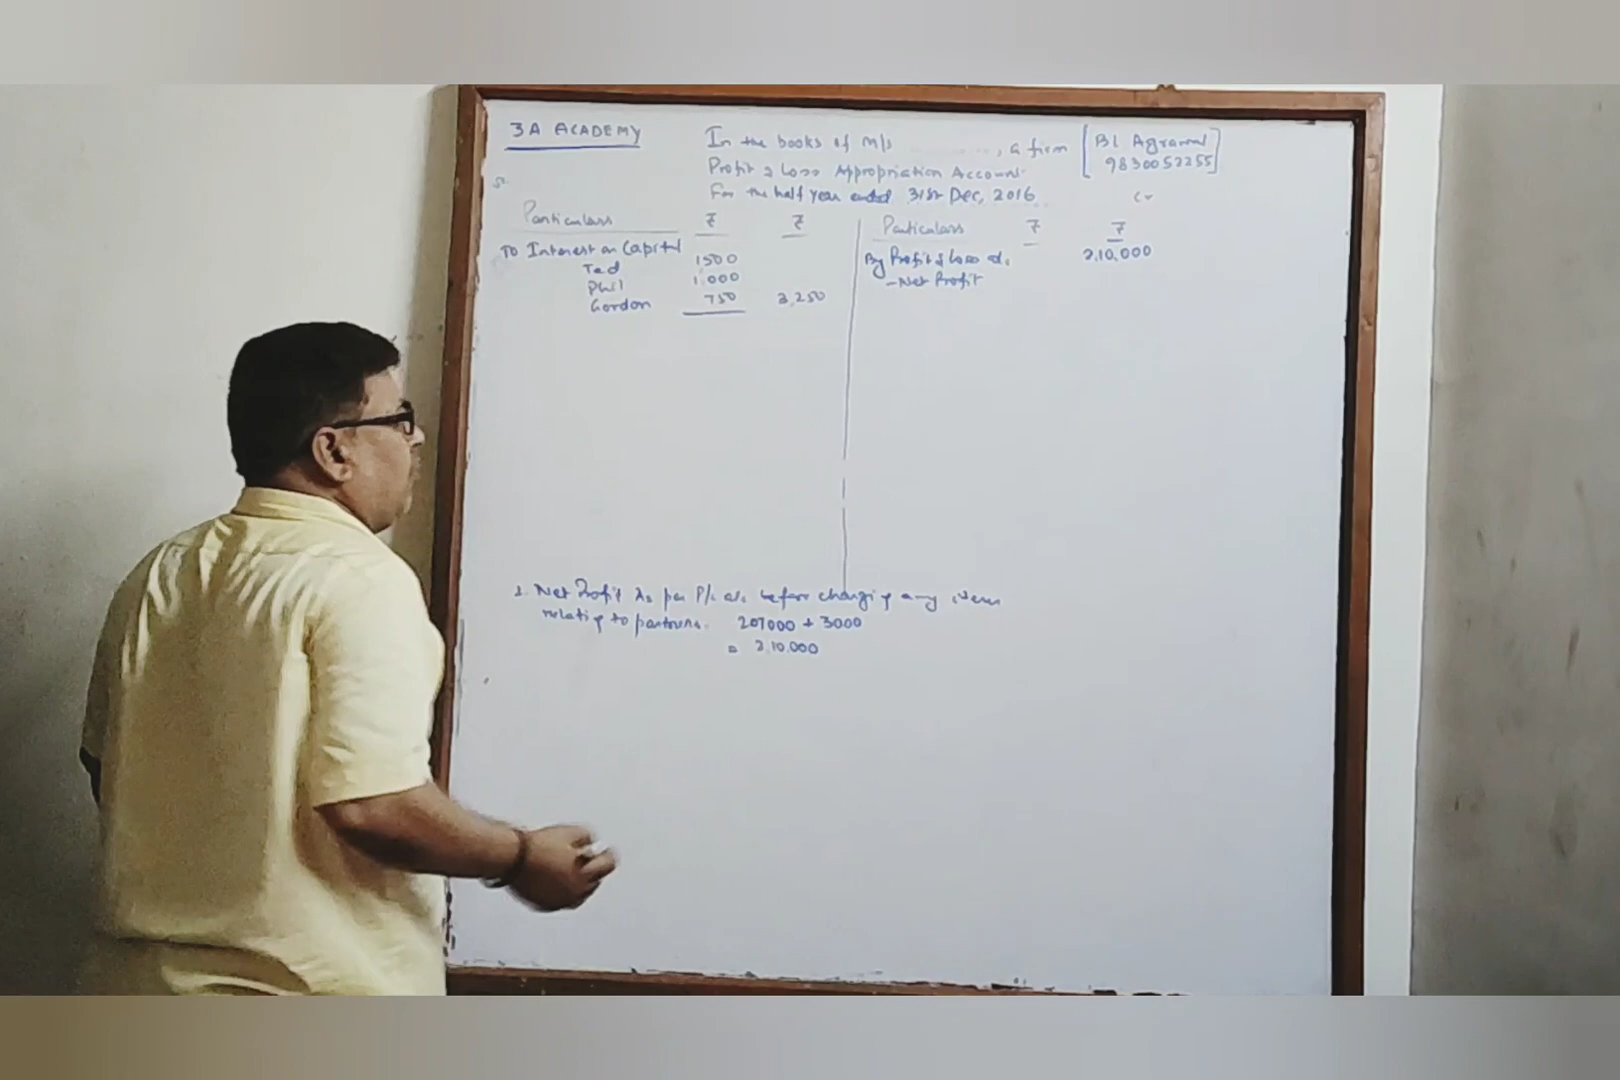 3A ACADEMY
In the books of M/s , a firm
[BL Agrawal
9830052255]
Profit & Loss Appropriation Account
For the half year ended 31st Dec, 2016
Cr
Particulars ₹ ₹ Particulars ₹ ₹
To Interest on Capital
Ted 1500
Phil 1,000
Gordon 750 3,250
By Profit & Loss a/c 2,10,000
- Net Profit
1. Net Profit As per P/L a/c before charging any item
relating to partners. 207000 + 3000
= 2,10,000